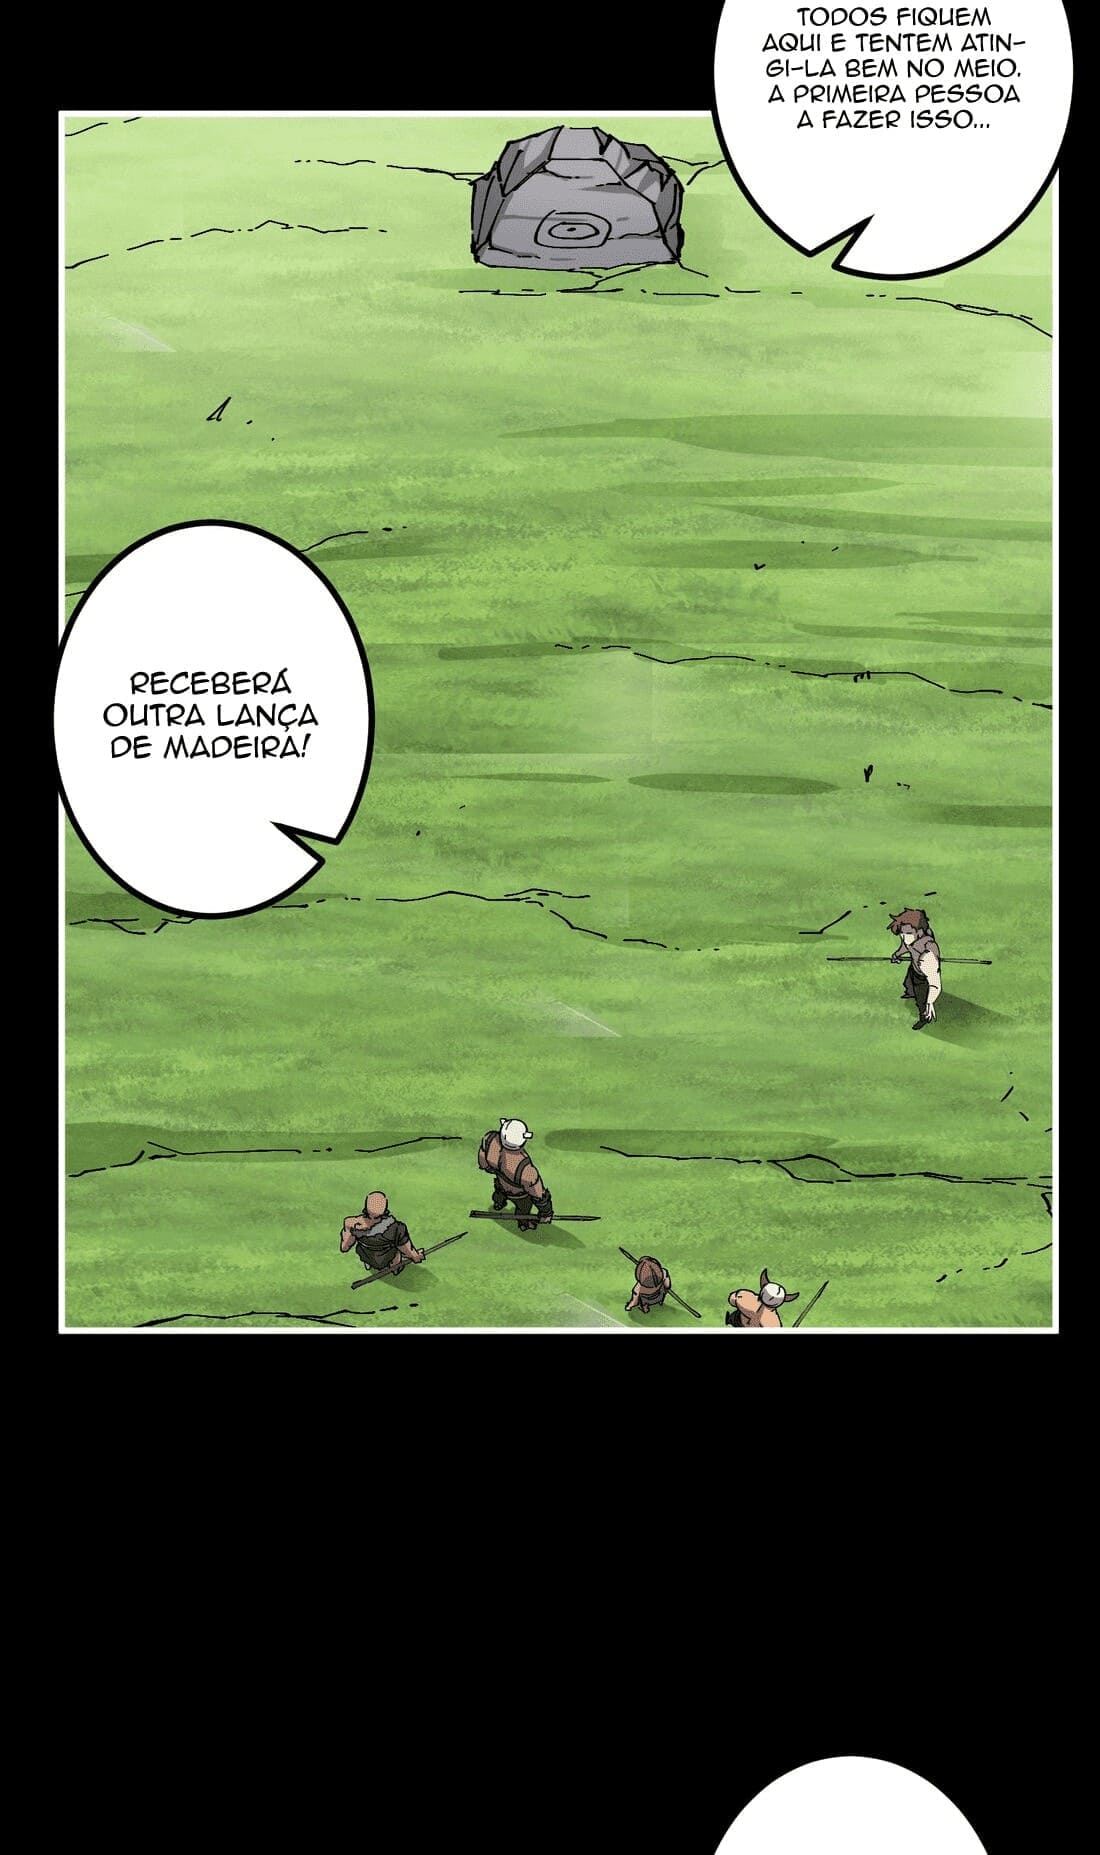 TODOS FIQUEM
AQUI E TENTEM ATIN-
GI-LA BEM NO MEIO.
A PRIMEIRA PESSOA
A FAZER ISSO...
RECEBERÁ
OUTRA LANÇA
DE MADEIRA!